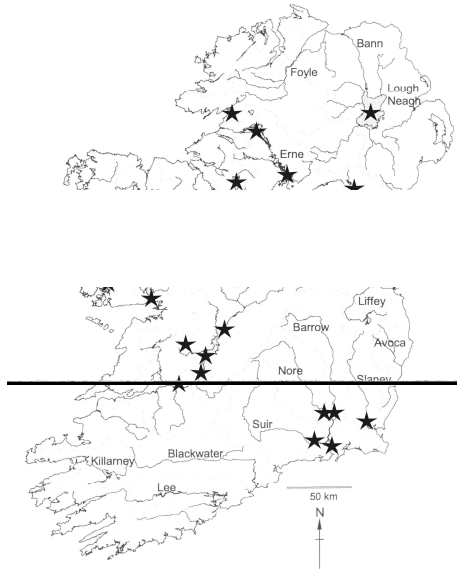 Bann
Foyle
Lough
Neagh
Erne
Liffey
Barrow
Avoca
Nore
Slaney
Suir
Blackwater
Killarney
Lee
50 km
N